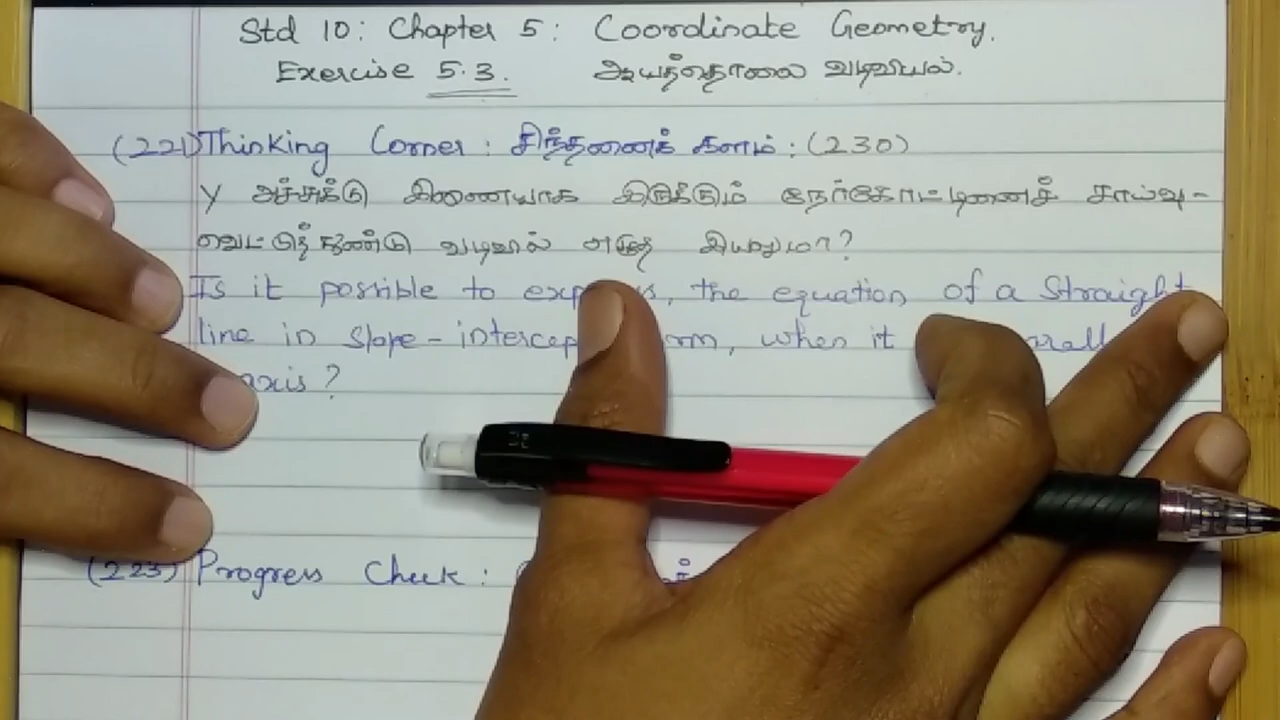 Std 10: Chapter 5: Coordinate Geometry.
Exercise 5.3. ஆயத்தொலை வடிவியல்.
(221) Thinking Corner: சிந்தனைக் களம்: (230)
Y அச்சுக்கு இணையாக இருக்கும் நேர்கோட்டினைச் சாய்வு-
வெட்டுத்துண்டு வடிவில் எழுத இயலுமா?
Is it possible to the equation of a Straight
line in slope-intercep when it
axis?
(223) Progress Check: